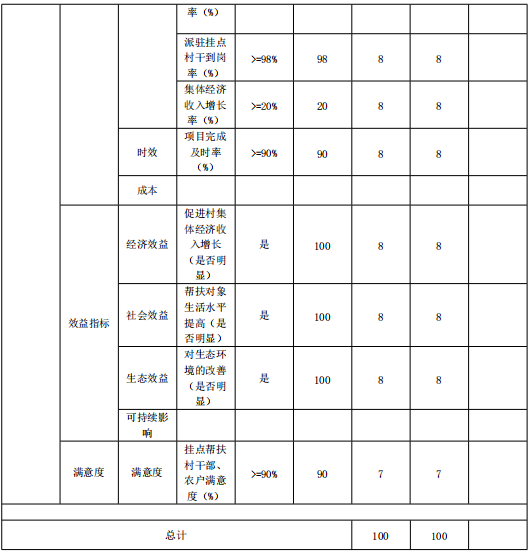 率（%）
派驻挂点
村干到岗
率（%）
>=98%
98
8
8
集体经济
收入增长
率（%）
>=20%
20
8
8
时效
项目完成
及时率
（%）
>=90%
90
8
8
成本
效益指标
经济效益
促进村集
体经济收
入增长
（是否明
显）
是
100
8
8
社会效益
帮扶对象
生活水平
提高（是
否明显）
是
100
8
8
生态效益
对生态环
境的改善
（是否明
显）
是
100
8
8
可持续影
响
满意度
满意度
挂点帮扶
村干部、
农户满意
度（%）
>=90%
90
7
7
总计
100
100